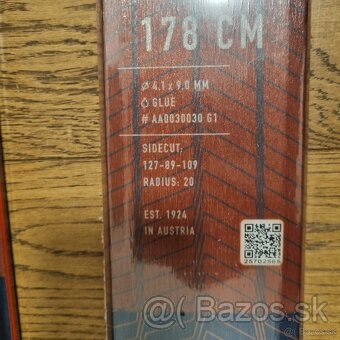 178 CM
Ø 4.1 x 9.0 MM
GLUE
# AA0030030 G1
SIDECUT:
127-89-109
RADIUS: 20
EST. 1924
IN AUSTRIA
25702565
Bazos.sk